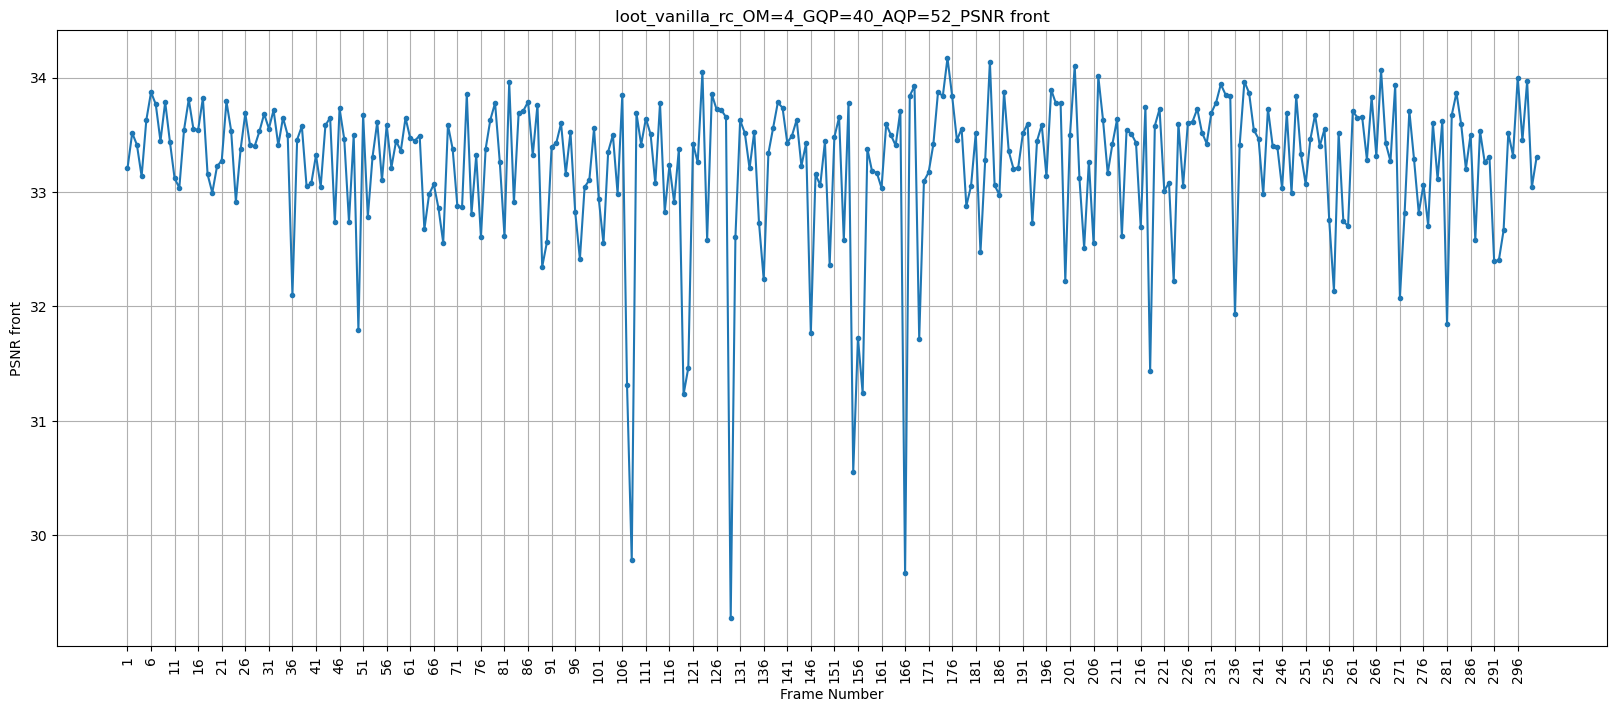 loot_vanilla_rc_OM=4_GQP=40_AQP=52_PSNR front
PSNR front
34
33
32
31
30
1 6 11 16 21 26 31 36 41 46 51 56 61 66 71 76 81 86 91 96 101 106 111 116 121 126 131 136 141 146 151 156 161 166 171 176 181 186 191 196 201 206 211 216 221 226 231 236 241 246 251 256 261 266 271 276 281 286 291 296
Frame Number